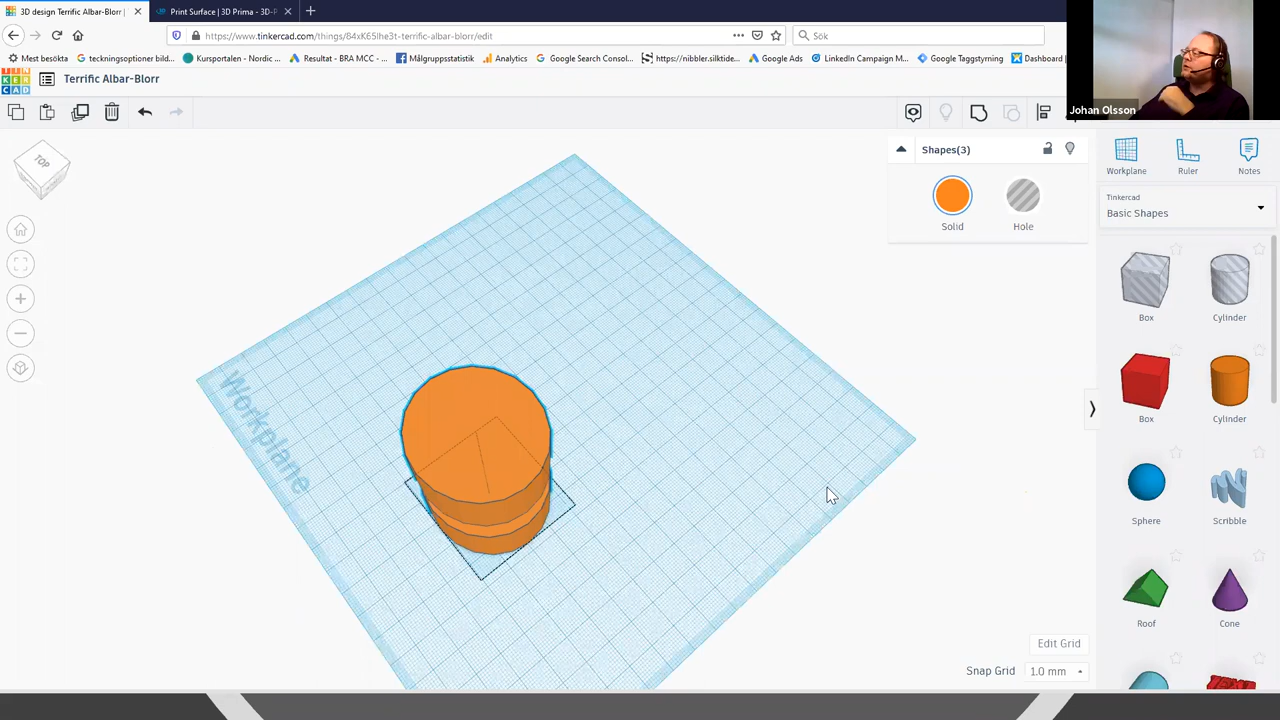 3D design Terrific Albar-Blorr |
Print Surface | 3D Prima - 3D-P
https://www.tinkercad.com/things/84xK65lhe3t-terrific-albar-blorr/edit
Sök
Mest besökta
teckningsoptioner bild...
Kursportalen - Nordic ...
Resultat - BRA MCC - ...
Målgruppsstatistik
Analytics
Google Search Consol...
https://nibbler.silktide...
Google Ads
LinkedIn Campaign M...
Google Taggstyrning
Dashboard |
Johan Olsson
TIN
KER
CAD
Terrific Albar-Blorr
TOP
Shapes(3)
Solid
Hole
Workplane
Ruler
Notes
Tinkercad
Basic Shapes
Box
Cylinder
Box
Cylinder
Sphere
Scribble
Roof
Cone
Workplane
Edit Grid
Snap Grid
1.0 mm